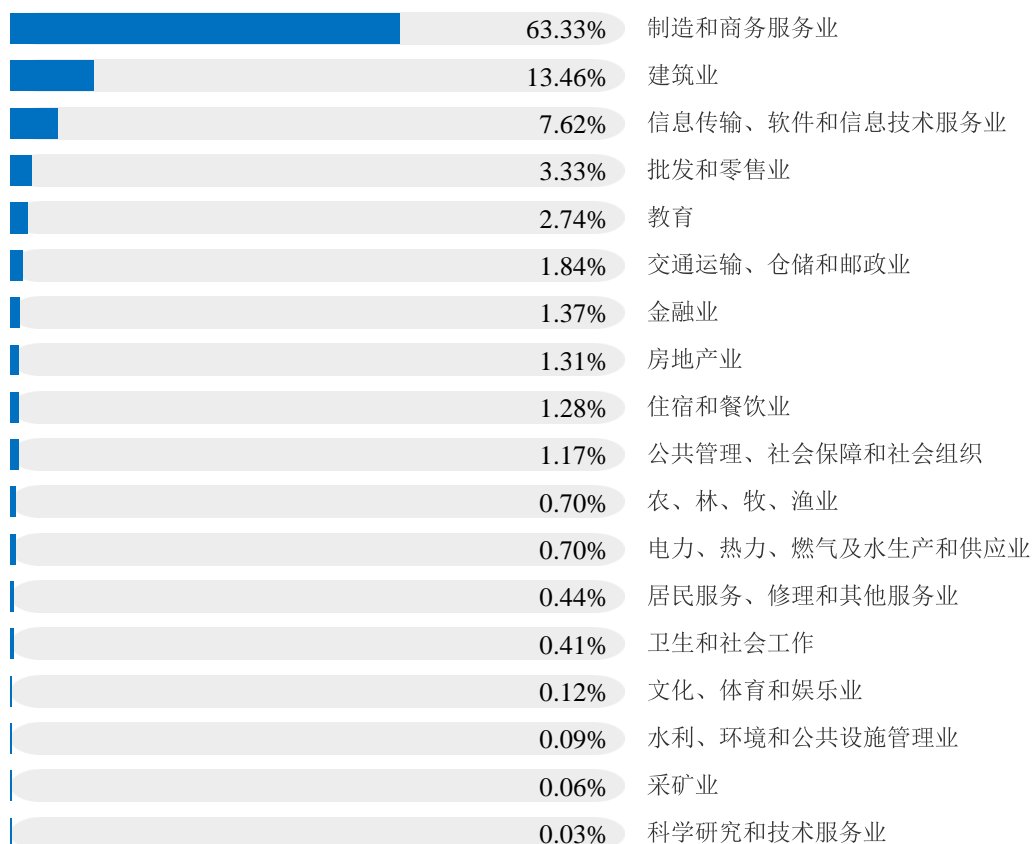 63.33% 制造和商务服务业
13.46% 建筑业
7.62% 信息传输、软件和信息技术服务业
3.33% 批发和零售业
2.74% 教育
1.84% 交通运输、仓储和邮政业
1.37% 金融业
1.31% 房地产业
1.28% 住宿和餐饮业
1.17% 公共管理、社会保障和社会组织
0.70% 农、林、牧、渔业
0.70% 电力、热力、燃气及水生产和供应业
0.44% 居民服务、修理和其他服务业
0.41% 卫生和社会工作
0.12% 文化、体育和娱乐业
0.09% 水利、环境和公共设施管理业
0.06% 采矿业
0.03% 科学研究和技术服务业